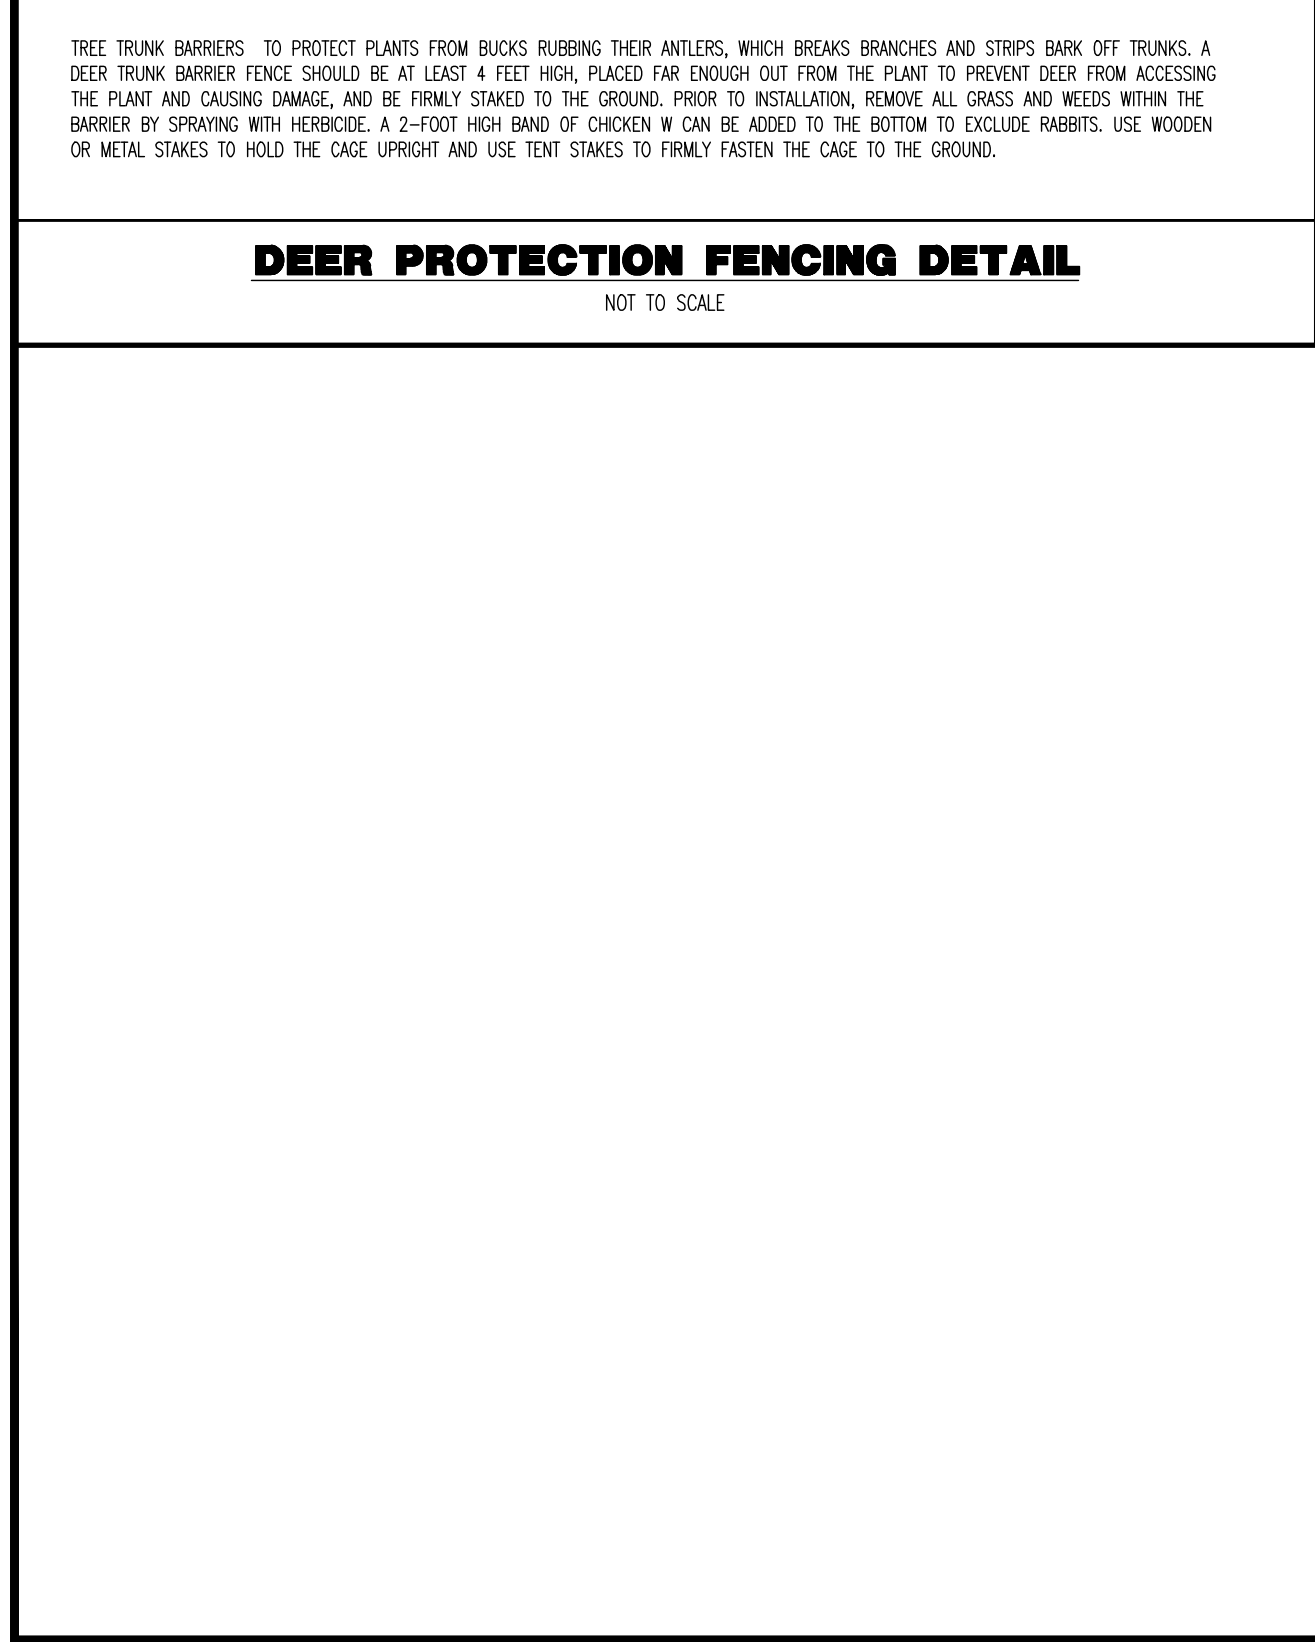 TREE TRUNK BARRIERS  TO PROTECT PLANTS FROM BUCKS RUBBING THEIR ANTLERS, WHICH BREAKS BRANCHES AND STRIPS BARK OFF TRUNKS. A
DEER TRUNK BARRIER FENCE SHOULD BE AT LEAST 4 FEET HIGH, PLACED FAR ENOUGH OUT FROM THE PLANT TO PREVENT DEER FROM ACCESSING
THE PLANT AND CAUSING DAMAGE, AND BE FIRMLY STAKED TO THE GROUND. PRIOR TO INSTALLATION, REMOVE ALL GRASS AND WEEDS WITHIN THE
BARRIER BY SPRAYING WITH HERBICIDE. A 2-FOOT HIGH BAND OF CHICKEN W CAN BE ADDED TO THE BOTTOM TO EXCLUDE RABBITS. USE WOODEN
OR METAL STAKES TO HOLD THE CAGE UPRIGHT AND USE TENT STAKES TO FIRMLY FASTEN THE CAGE TO THE GROUND.
DEER PROTECTION FENCING DETAIL
NOT TO SCALE